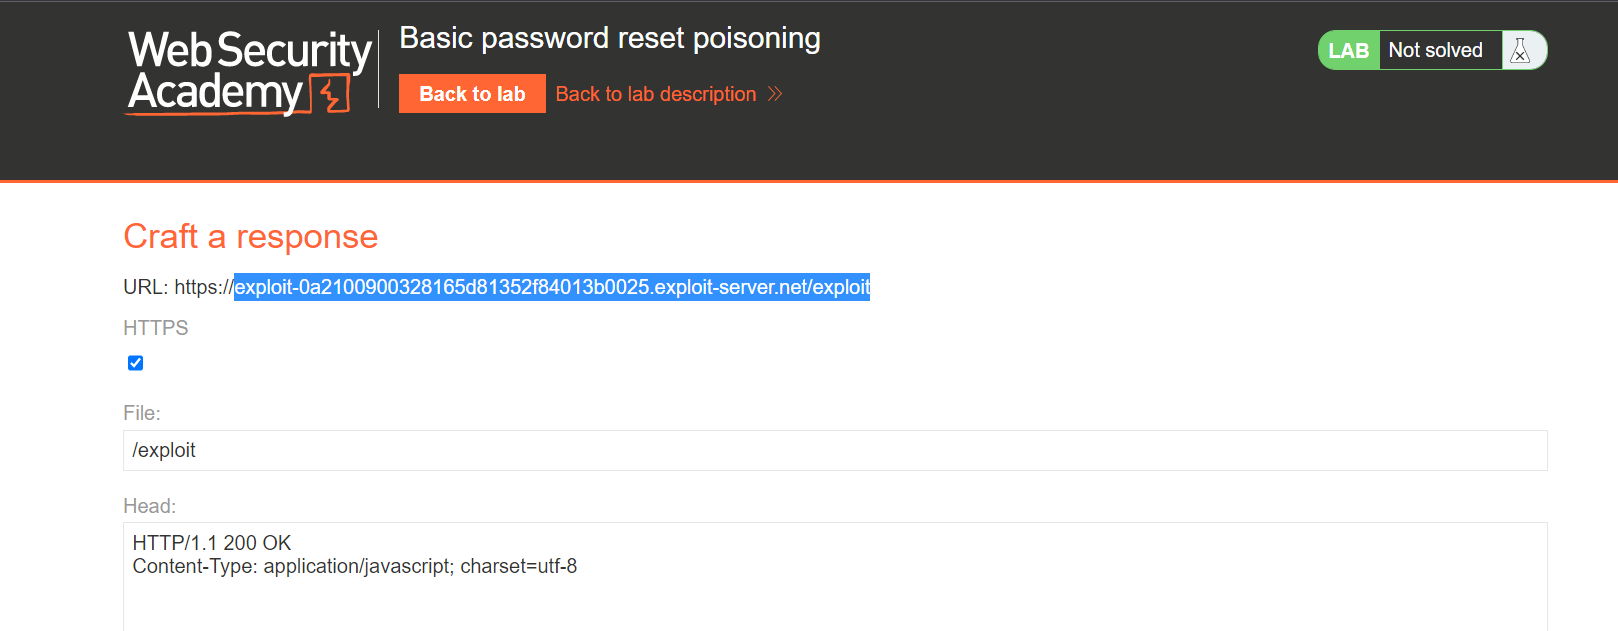 Web Security
Academy
Basic password reset poisoning
Back to lab
Back to lab description
LAB
Not solved
Craft a response
URL: https://exploit-0a2100900328165d81352f84013b0025.exploit-server.net/exploit
HTTPS
File:
/exploit
Head:
HTTP/1.1 200 OK
Content-Type: application/javascript; charset=utf-8